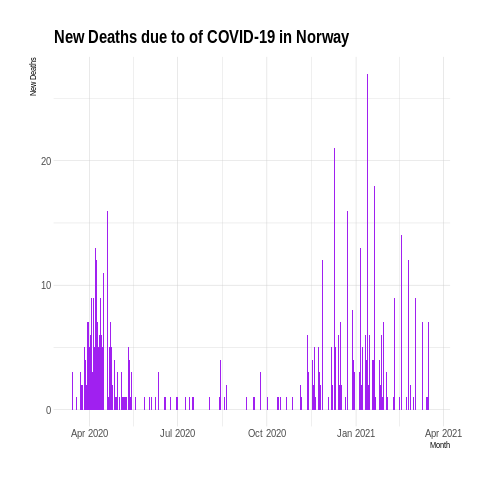 New Deaths due to of COVID-19 in Norway
New Deaths
20
10
0
Apr 2020 Jul 2020 Oct 2020 Jan 2021 Apr 2021
Month